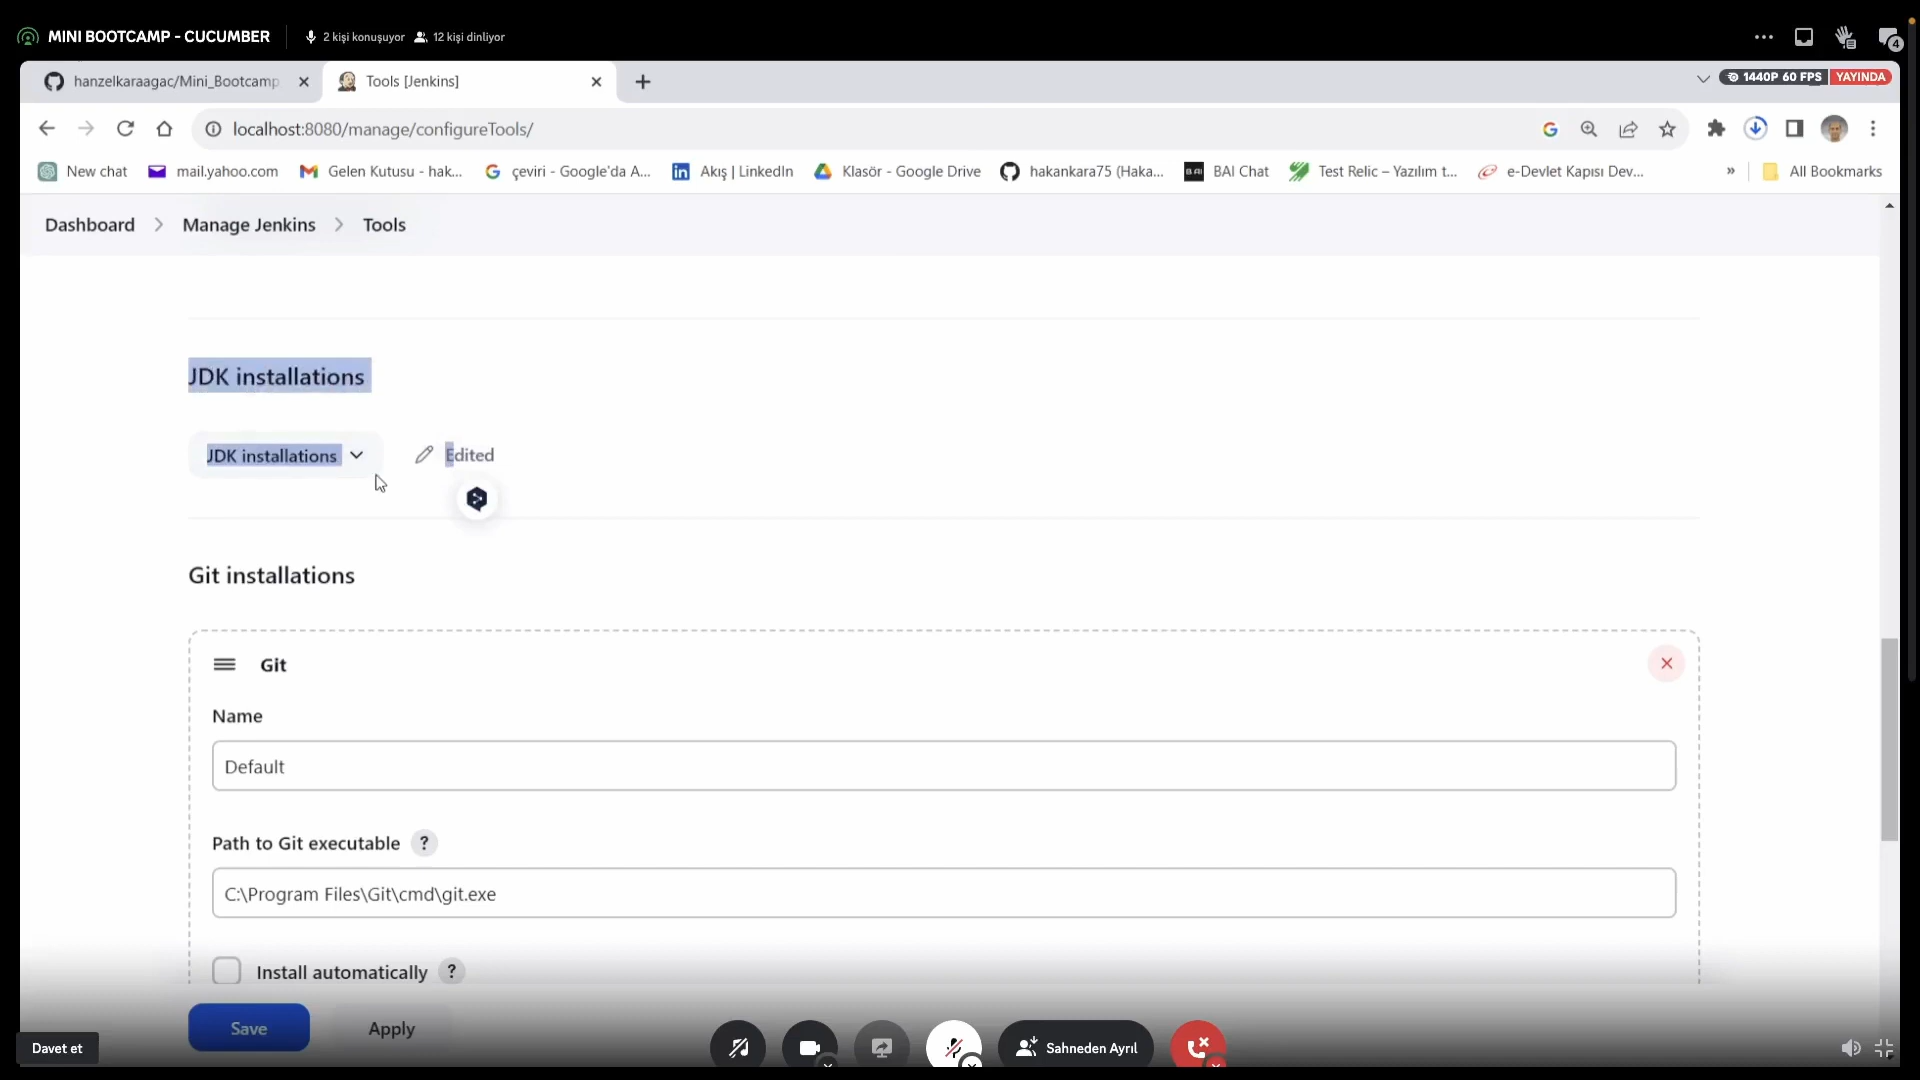 MINI BOOTCAMP - CUCUMBER 2 kişi konuşuyor 12 kişi dinliyor
4
hanzelkaraagac/Mini_Bootcamp Tools [Jenkins] 1440P 60 FPS YAYINDA
localhost:8080/manage/configureTools/
New chat mail.yahoo.com Gelen Kutusu - hak... çeviri - Google'da A... Akış | LinkedIn Klasör - Google Drive hakankara75 (Haka... BAI BAI Chat Test Relic – Yazılım t... e-Devlet Kapısı Dev... » All Bookmarks
Dashboard > Manage Jenkins > Tools
JDK installations
JDK installations Edited
Git installations
Git
Name
Default
Path to Git executable ?
C:\Program Files\Git\cmd\git.exe
Install automatically ?
Save Apply
Davet et Sahneden Ayrıl